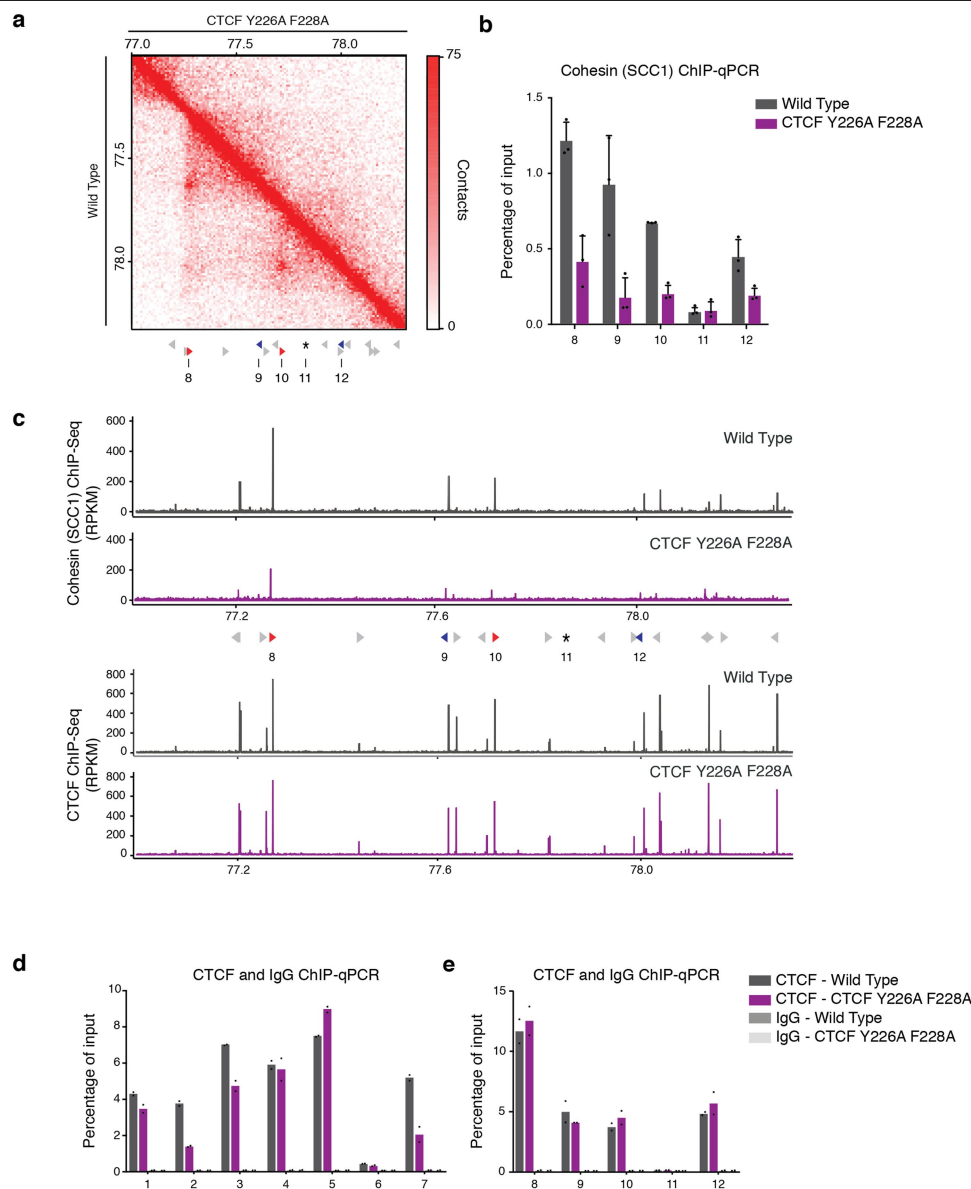 a
CTCF Y226A F228A
77.0 77.5 78.0
Wild Type
77.5
78.0
75
Contacts
0
*
8 9 10 11 12
b
Cohesin (SCC1) ChIP-qPCR
Wild Type
CTCF Y226A F228A
Percentage of input
1.5
1.0
0.5
0.0
8 9 10 11 12
c
Cohesin (SCC1) ChIP-Seq
(RPKM)
600
400
200
0
Wild Type
400
200
0
CTCF Y226A F228A
77.2 77.6 78.0
*
8 9 10 11 12
CTCF ChIP-Seq
(RPKM)
800
600
400
200
0
Wild Type
800
600
400
200
0
CTCF Y226A F228A
77.2 77.6 78.0
d
CTCF and IgG ChIP-qPCR
Percentage of input
10
8
6
4
2
0
1 2 3 4 5 6 7
e
CTCF and IgG ChIP-qPCR
Percentage of input
15
10
5
0
8 9 10 11 12
CTCF - Wild Type
CTCF - CTCF Y226A F228A
IgG - Wild Type
IgG - CTCF Y226A F228A